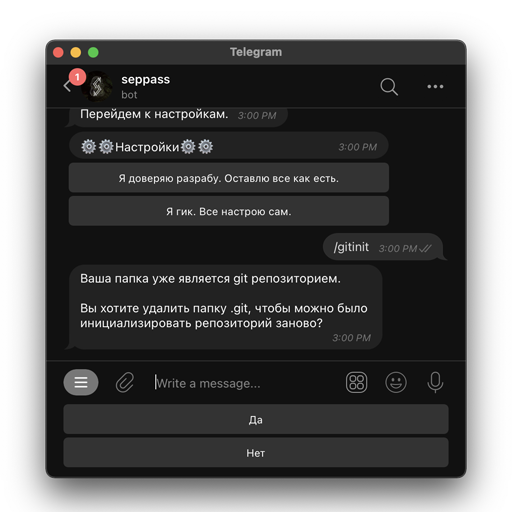 Telegram
1
seppass
bot
Перейдем к настройкам. 3:00 PM
⚙️⚙️Настройки⚙️⚙️ 3:00 PM
Я доверяю разрабу. Оставлю все как есть.
Я гик. Все настрою сам.
/gitinit 3:00 PM
Ваша папка уже является git репозиторием.
Вы хотите удалить папку .git, чтобы можно было
инициализировать репозиторий заново?
3:00 PM
Write a message...
Да
Нет